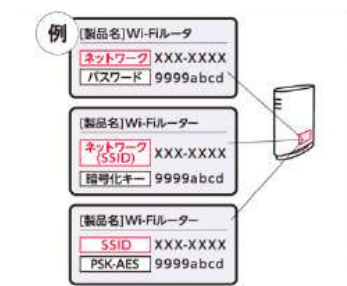 例
[製品名]Wi-Fiルータ
ネットワーク XXX-XXXX
パスワード 9999abcd
[製品名]Wi-Fiルーター
ネットワーク
(SSID) XXX-XXXX
暗号化キー 9999abcd
[製品名]Wi-Fiルーター
SSID XXX-XXXX
PSK-AES 9999abcd